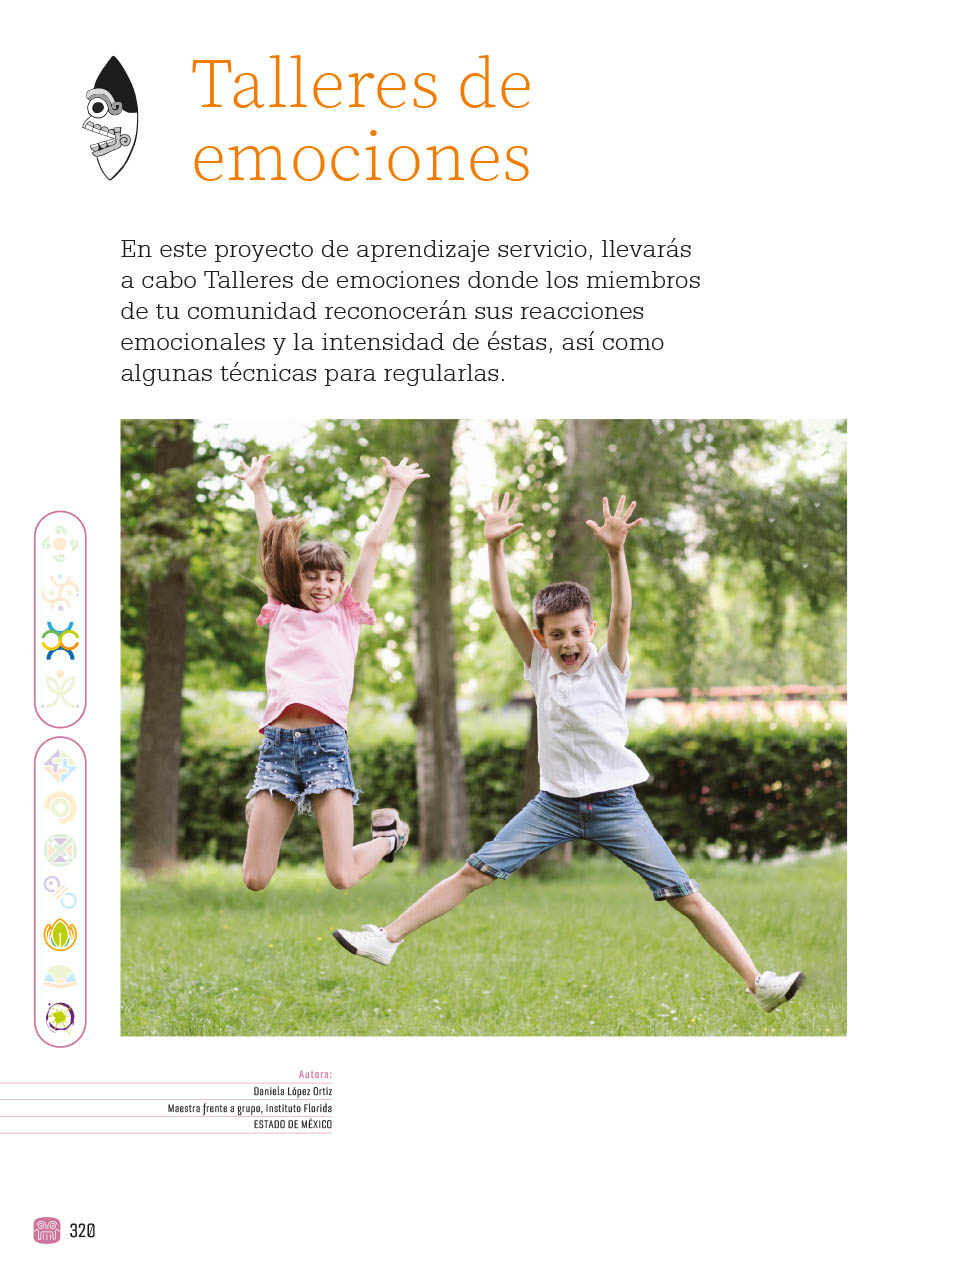 Talleres de
emociones
En este proyecto de aprendizaje servicio, llevarás
a cabo Talleres de emociones donde los miembros
de tu comunidad reconocerán sus reacciones
emocionales y la intensidad de éstas, así como
algunas técnicas para regularlas.
Autora:
Daniela López Ortiz
Maestra frente a grupo, Instituto Florida
ESTADO DE MÉXICO
320